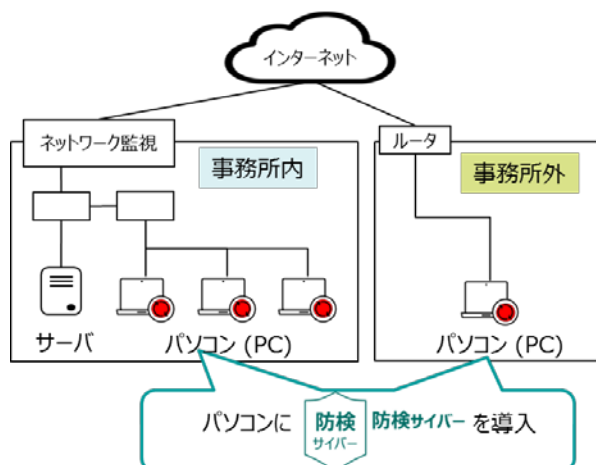 インターネット
ネットワーク監視
ルータ
事務所内
事務所外
サーバ
パソコン (PC)
パソコン (PC)
パソコンに 防検 サイバー 防検サイバー を導入